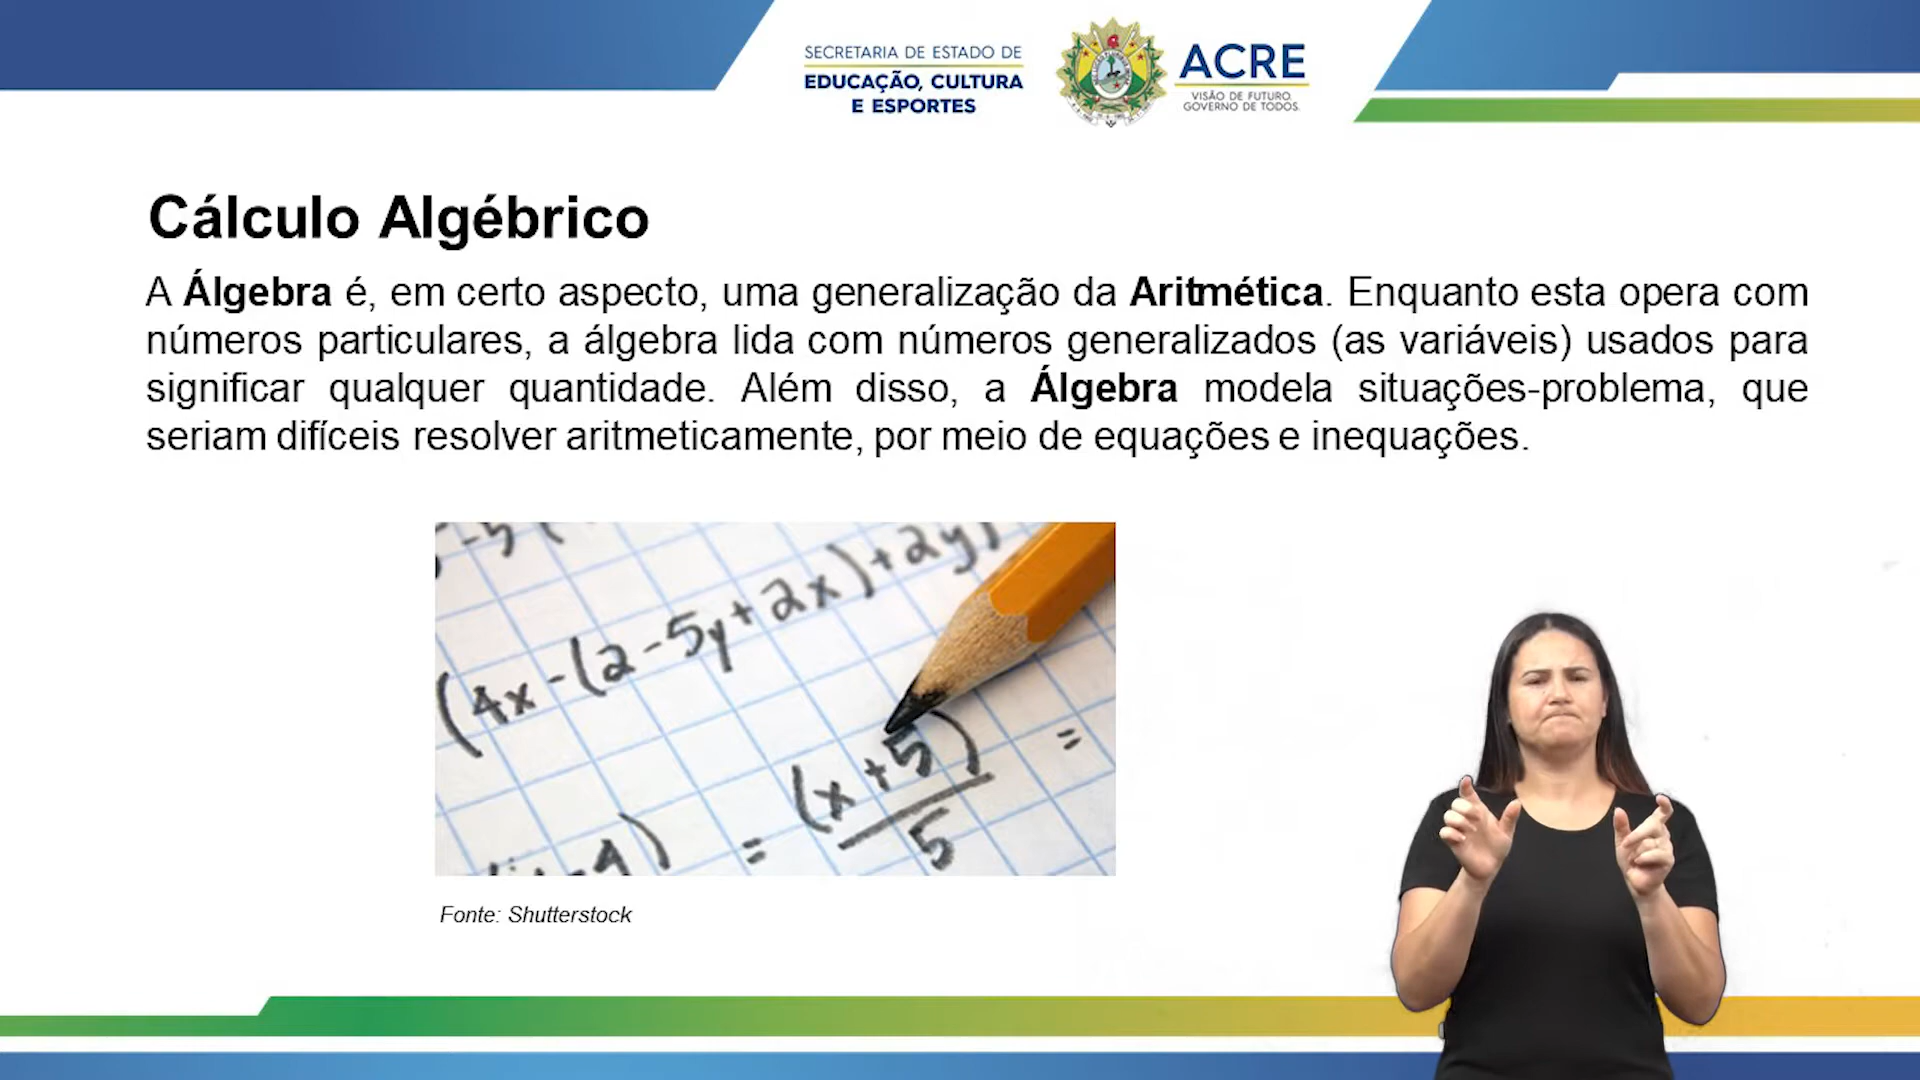 SECRETARIA DE ESTADO DE
EDUCAÇÃO, CULTURA
E ESPORTES
ACRE
VISÃO DE FUTURO.
GOVERNO DE TODOS.
Cálculo Algébrico
A Álgebra é, em certo aspecto, uma generalização da Aritmética. Enquanto esta opera com
números particulares, a álgebra lida com números generalizados (as variáveis) usados para
significar qualquer quantidade. Além disso, a Álgebra modela situações-problema, que
seriam difíceis resolver aritmeticamente, por meio de equações e inequações.
-5(
(4x-(2-5y+2x)+2y)
(x+5) =
-4) =
5
Fonte: Shutterstock